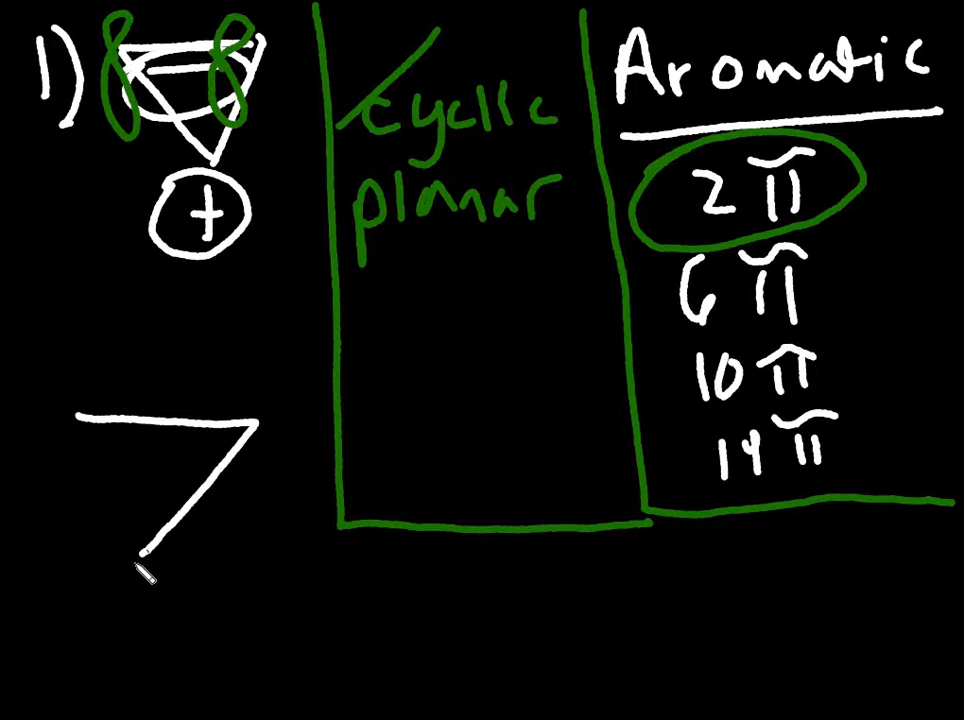 1)
+
cyclic
planar
Aromatic
2 π
6 π
10 π
14 π